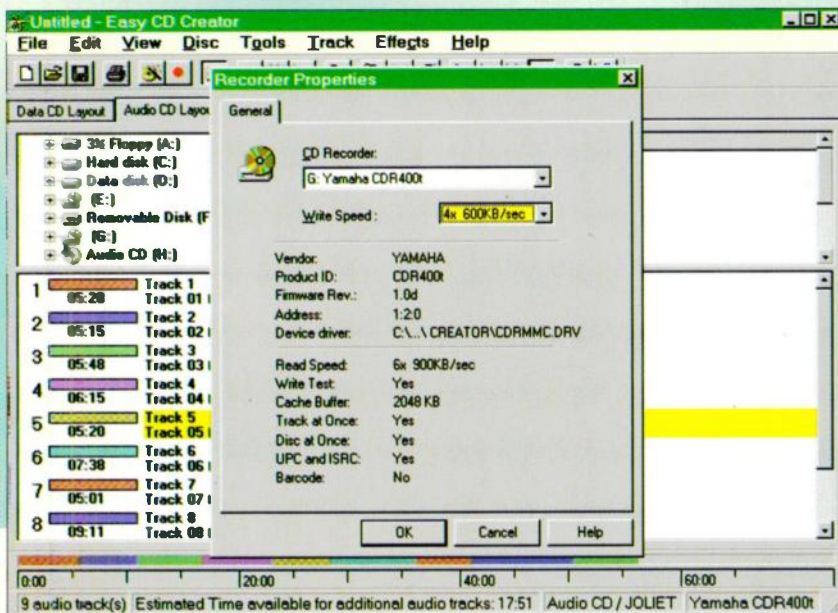 Untitled - Easy CD Creator
File Edit View Disc Tools Track Effects Help
Recorder Properties
Data CD Layout Audio CD Layou General
3½ Floppy (A:)
Hard disk (C:)
Data disk (D:)
(E:)
Removable Disk (F
(G:)
Audio CD (H:)
CD Recorder:
G: Yamaha CDR400t
Write Speed:
4x 600KB/sec
Vendor: YAMAHA
Product ID: CDR400t
Firmware Rev.: 1.0d
Address: 1:2:0
Device driver: C:\...\CREATOR\CDRMMC.DRV
Read Speed: 6x 900KB/sec
Write Test: Yes
Cache Buffer: 2048 KB
Track at Once: Yes
Disc at Once: Yes
UPC and ISRC: Yes
Barcode: No
OK Cancel Help
1 Track 1
05:28 Track 01
2 Track 2
05:15 Track 02
3 Track 3
05:48 Track 03
4 Track 4
06:15 Track 04
5 Track 5
05:20 Track 05
6 Track 6
07:38 Track 06
7 Track 7
05:01 Track 07
8 Track 8
09:11 Track 08
0:00 20:00 40:00 60:00
9 audio track(s) Estimated Time available for additional audio tracks: 17:51 Audio CD / JOLIET Yamaha CDR400t